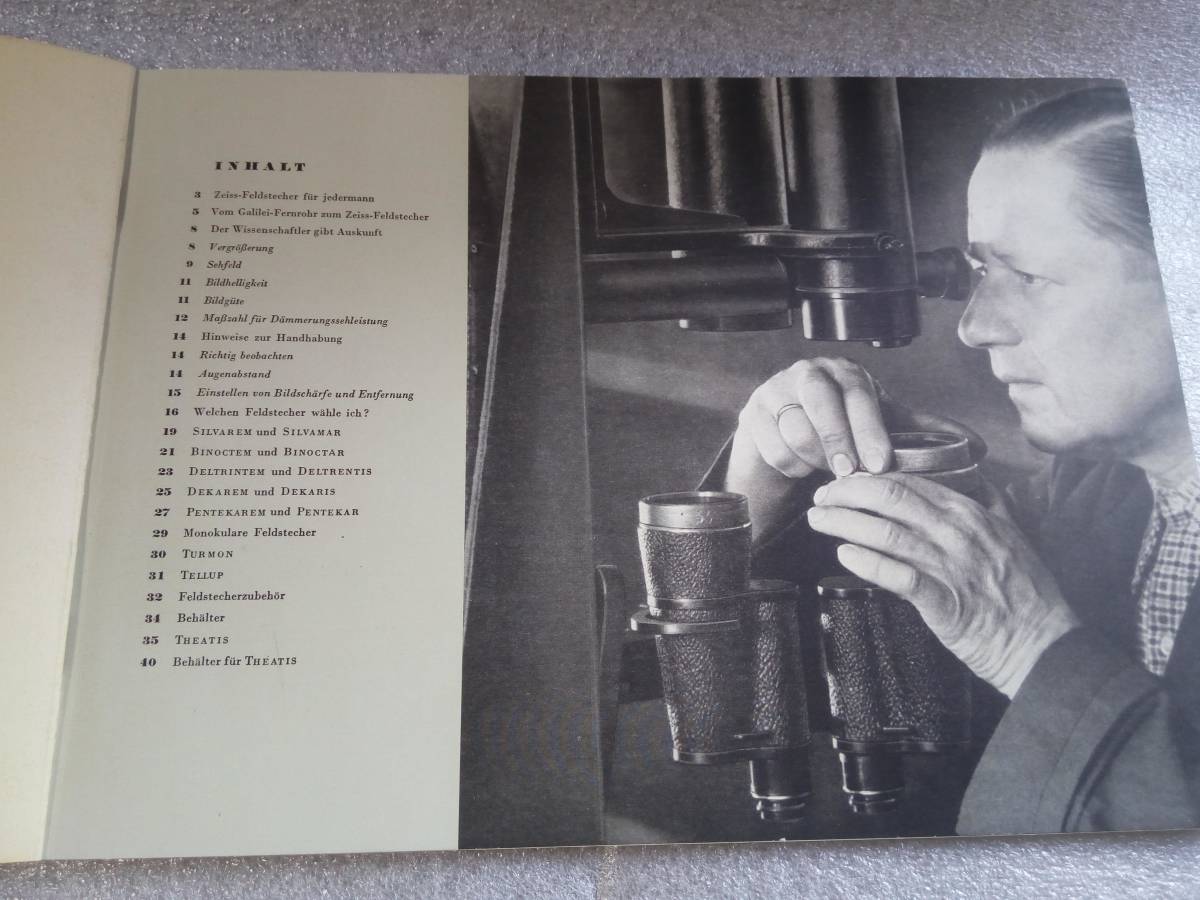 INHALT
3 Zeiss-Feldstecher für jedermann
5 Vom Galilei-Fernrohr zum Zeiss-Feldstecher
8 Der Wissenschaftler gibt Auskunft
8 Vergrößerung
9 Sehfeld
11 Bildhelligkeit
11 Bildgüte
12 Maßzahl für Dämmerungssehleistung
14 Hinweise zur Handhabung
14 Richtig beobachten
14 Augenabstand
15 Einstellen von Bildschärfe und Entfernung
16 Welchen Feldstecher wähle ich?
19 SILVAREM und SILVAMAR
21 BINOCTEM und BINOCTAR
23 DELTRINTEM und DELTRENTIS
25 DEKAREM und DEKARIS
27 PENTEKAREM und PENTEKAR
29 Monokulare Feldstecher
30 TURMON
31 TELLUP
32 Feldstecherzubehör
34 Behälter
35 THEATIS
40 Behälter für THEATIS